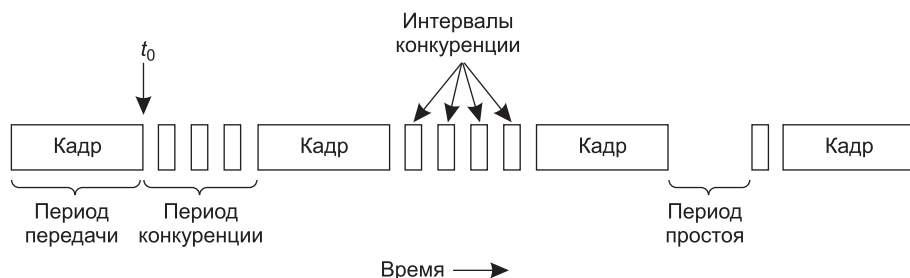 Интервалы
конкуренции
t0
Кадр
Кадр
Кадр
Кадр
Период
передачи
Период
конкуренции
Период
простоя
Время